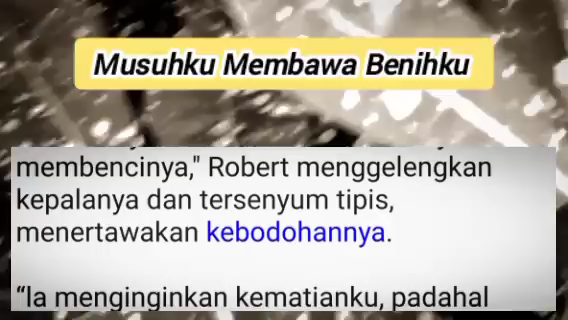 Musuhku Membawa Benihku
membencinya," Robert menggelengkan
kepalanya dan tersenyum tipis,
menertawakan kebodohannya.
“Ia menginginkan kematianku, padahal